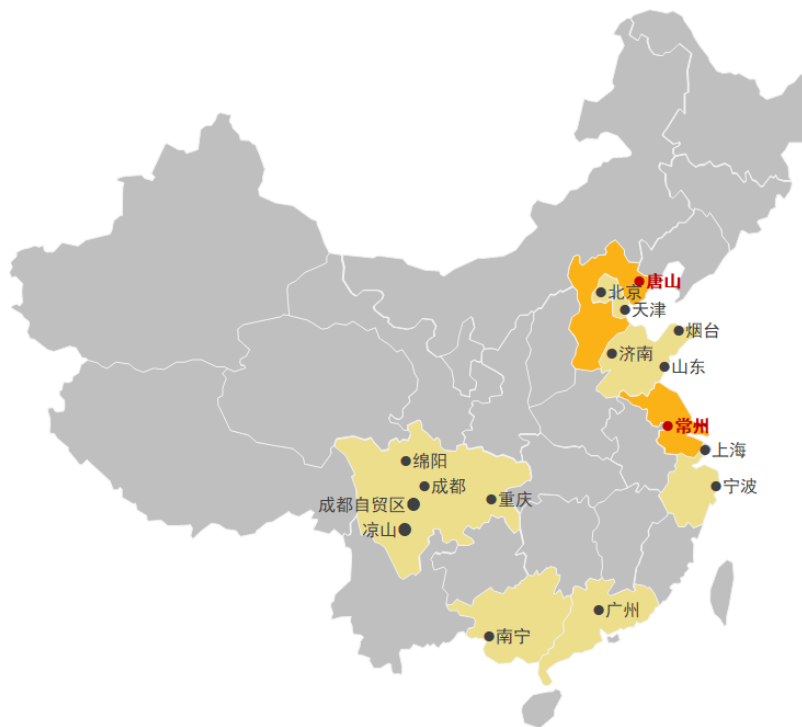 唐山
北京
天津
烟台
济南
山东
常州
上海
绵阳
成都
宁波
重庆
成都自贸区
凉山
广州
南宁